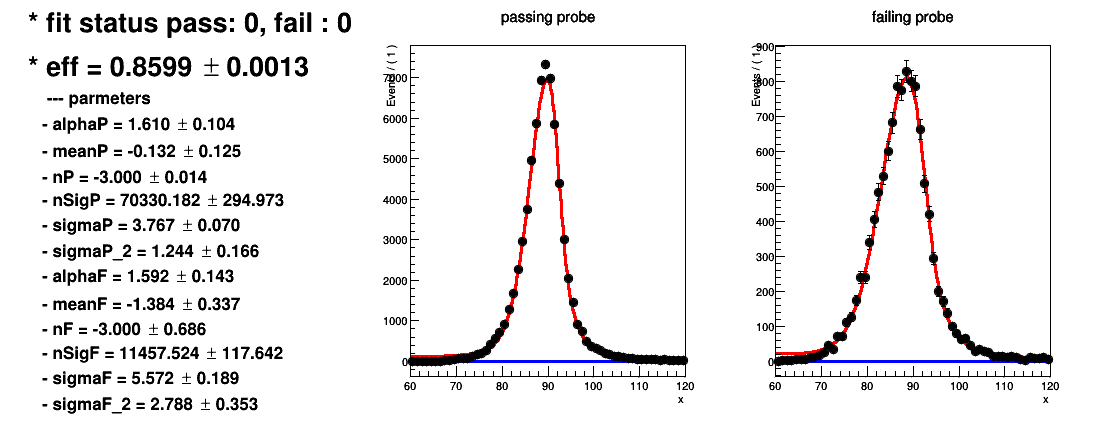 * fit status pass: 0, fail : 0
* eff = 0.8599 ± 0.0013
--- parmeters
- alphaP = 1.610 ± 0.104
- meanP = -0.132 ± 0.125
- nP = -3.000 ± 0.014
- nSigP = 70330.182 ± 294.973
- sigmaP = 3.767 ± 0.070
- sigmaP_2 = 1.244 ± 0.166
- alphaF = 1.592 ± 0.143
- meanF = -1.384 ± 0.337
- nF = -3.000 ± 0.686
- nSigF = 11457.524 ± 117.642
- sigmaF = 5.572 ± 0.189
- sigmaF_2 = 2.788 ± 0.353
passing probe
Events / ( 1 )
7000
6000
5000
4000
3000
2000
1000
0
60 70 80 90 100 110 120
x
failing probe
Events / ( 1 )
900
800
700
600
500
400
300
200
100
0
60 70 80 90 100 110 120
x